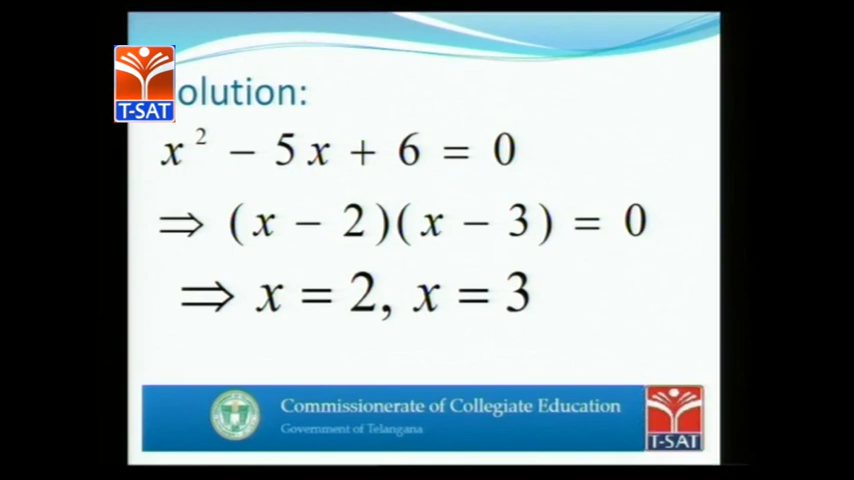 T-SAT
olution:
x² − 5x + 6 = 0
⇒ (x − 2)(x − 3) = 0
⇒ x = 2, x = 3
Commissionerate of Collegiate Education
Government of Telangana
T-SAT